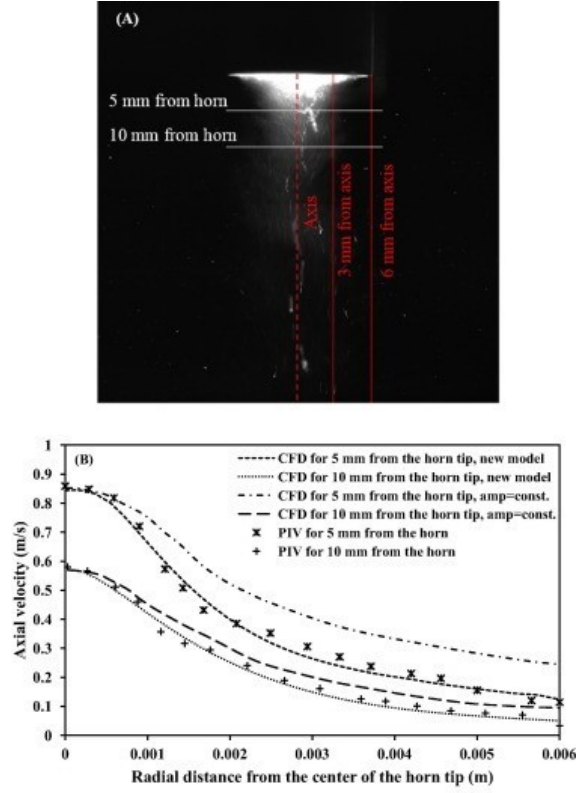 (A)
5 mm from horn
10 mm from horn
Axis
3 mm from axis
6 mm from axis
(B)
CFD for 5 mm from the horn tip, new model
CFD for 10 mm from the horn tip, new model
CFD for 5 mm from the horn tip, amp=const.
CFD for 10 mm from the horn tip, amp=const.
PIV for 5 mm from the horn
PIV for 10 mm from the horn
Axial velocity (m/s)
1
0.9
0.8
0.7
0.6
0.5
0.4
0.3
0.2
0.1
0
0 0.001 0.002 0.003 0.004 0.005 0.006
Radial distance from the center of the horn tip (m)